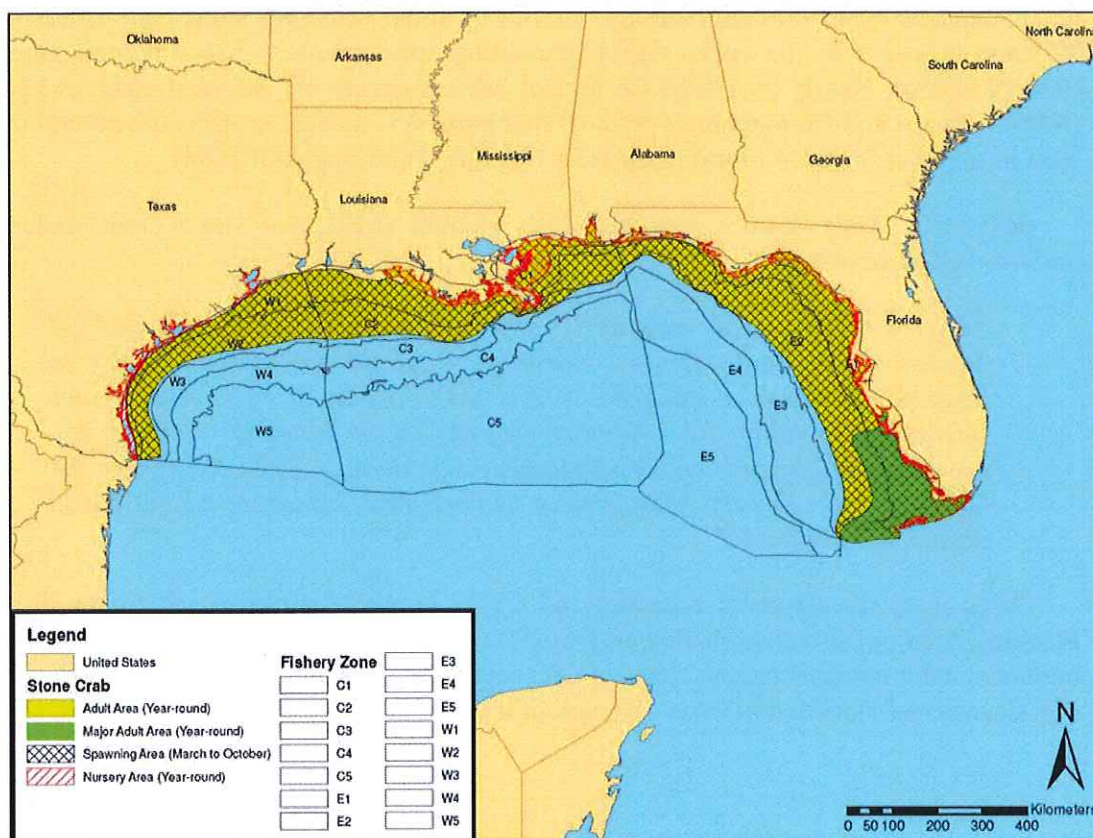 North Carolina
Oklahoma
Arkansas
South Carolina
Mississippi
Alabama
Georgia
Louisiana
Texas
Florida
W1
W2
C2
C3
C4
W3
W4
W5
C5
E2
E1
E4
E3
E5
Legend
United States
Stone Crab
Adult Area (Year-round)
Major Adult Area (Year-round)
Spawning Area (March to October)
Nursery Area (Year-round)
Fishery Zone
C1
C2
C3
C4
C5
E1
E2
E3
E4
E5
W1
W2
W3
W4
W5
N
Kilometers
0 50 100 200 300 400